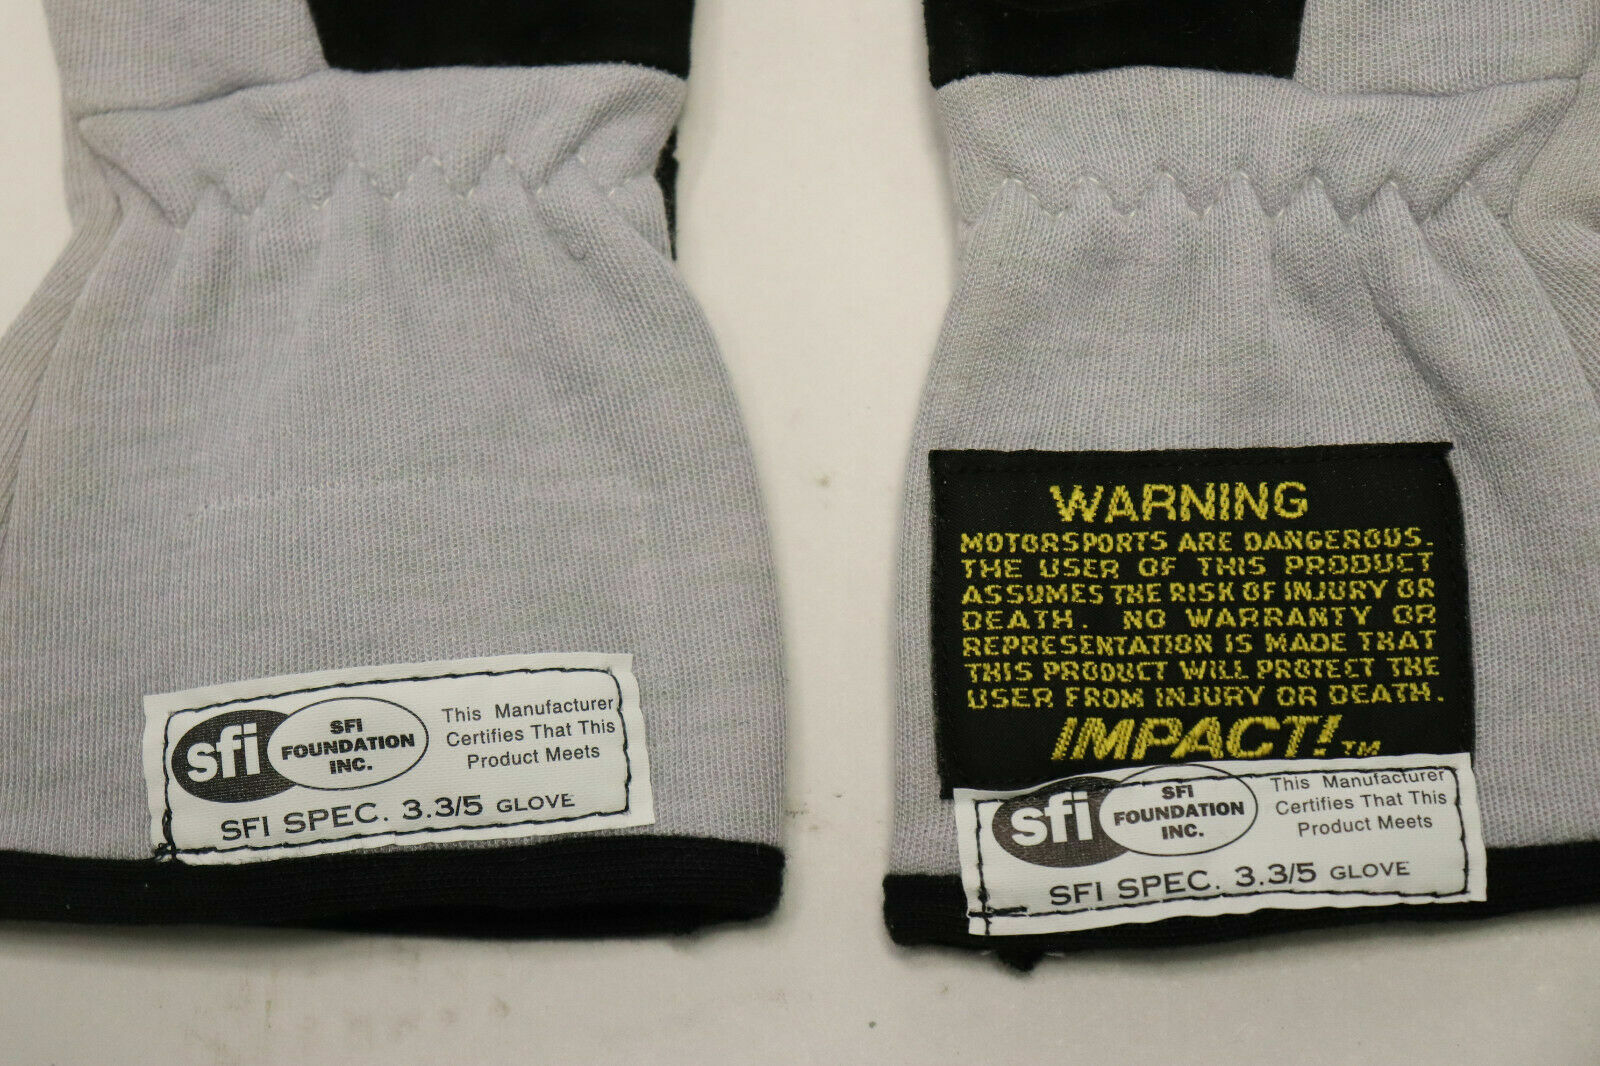 sfi
SFI
FOUNDATION
INC.
This Manufacturer
Certifies That This
Product Meets
SFI SPEC. 3.3/5 GLOVE
WARNING
MOTORSPORTS ARE DANGEROUS.
THE USER OF THIS PRODUCT
ASSUMES THE RISK OF INJURY OR
DEATH. NO WARRANTY OR
REPRESENTATION IS MADE THAT
THIS PRODUCT WILL PROTECT THE
USER FROM INJURY OR DEATH.
IMPACT!TM
sfi
SFI
FOUNDATION
INC.
This Manufacturer
Certifies That This
Product Meets
SFI SPEC. 3.3/5 GLOVE